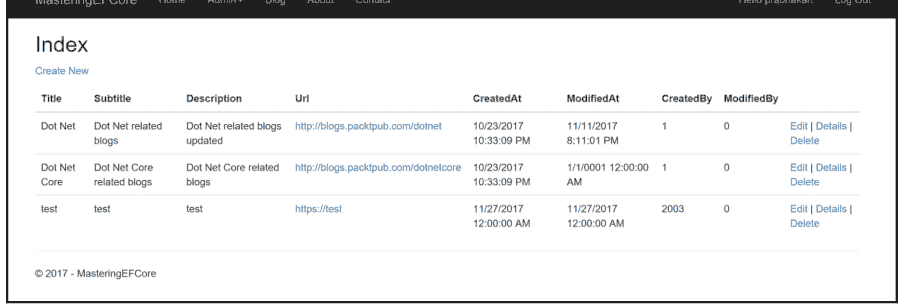 MasteringEFCore Home Admin Blog About Contact Hello prabhakar! Log Out
Index
Create New
Title Subtitle Description Url CreatedAt ModifiedAt CreatedBy ModifiedBy
Dot Net Dot Net related Dot Net related blogs http://blogs.packtpub.com/dotnet 10/23/2017 11/11/2017 1 0 Edit | Details |
blogs updated 10:33:09 PM 8:11:01 PM Delete
Dot Net Dot Net Core Dot Net Core related http://blogs.packtpub.com/dotnetcore 10/23/2017 1/1/0001 12:00:00 1 0 Edit | Details |
Core related blogs blogs 10:33:09 PM AM Delete
test test test https://test 11/27/2017 11/27/2017 2003 0 Edit | Details |
12:00:00 AM 12:00:00 AM Delete
© 2017 - MasteringEFCore